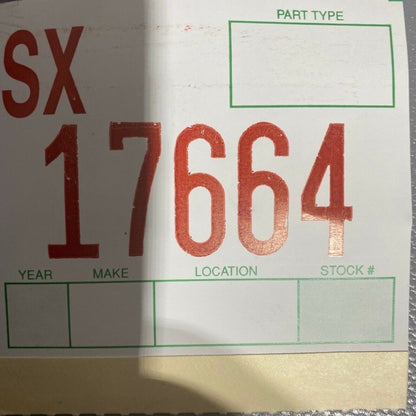 PART TYPE
SX
17664
YEAR MAKE LOCATION STOCK #